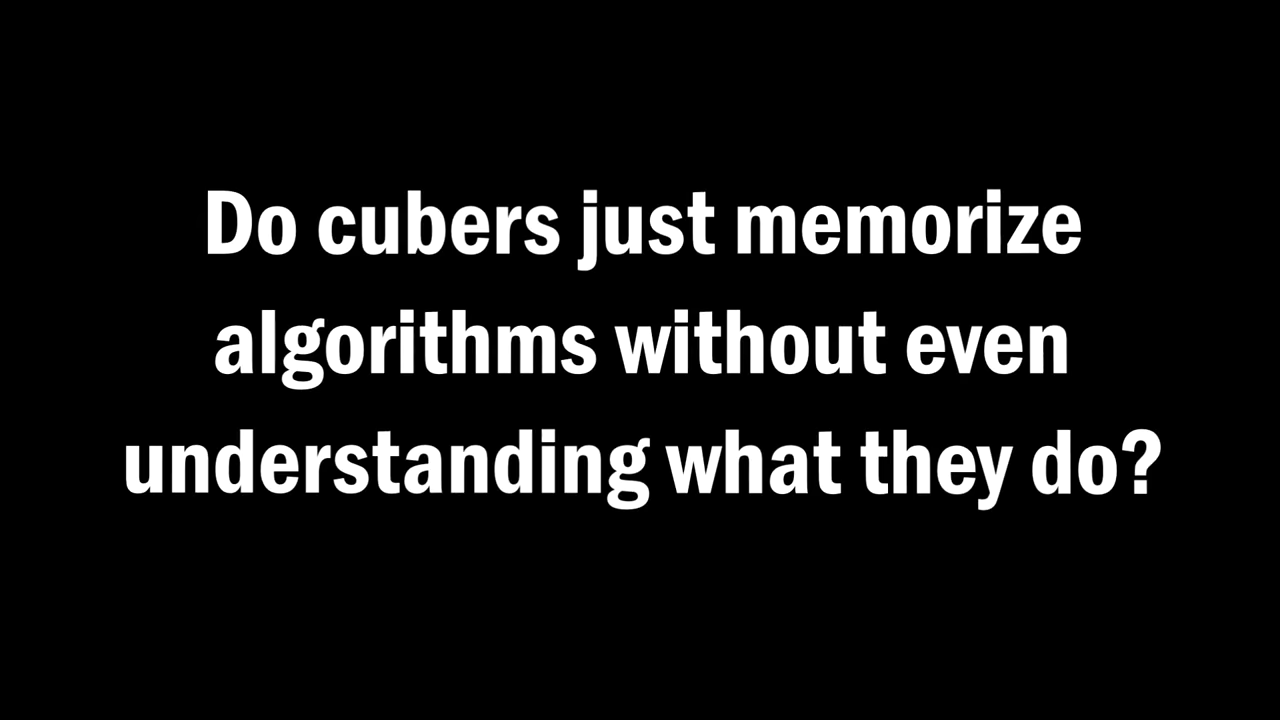 Do cubers just memorize
algorithms without even
understanding what they do?